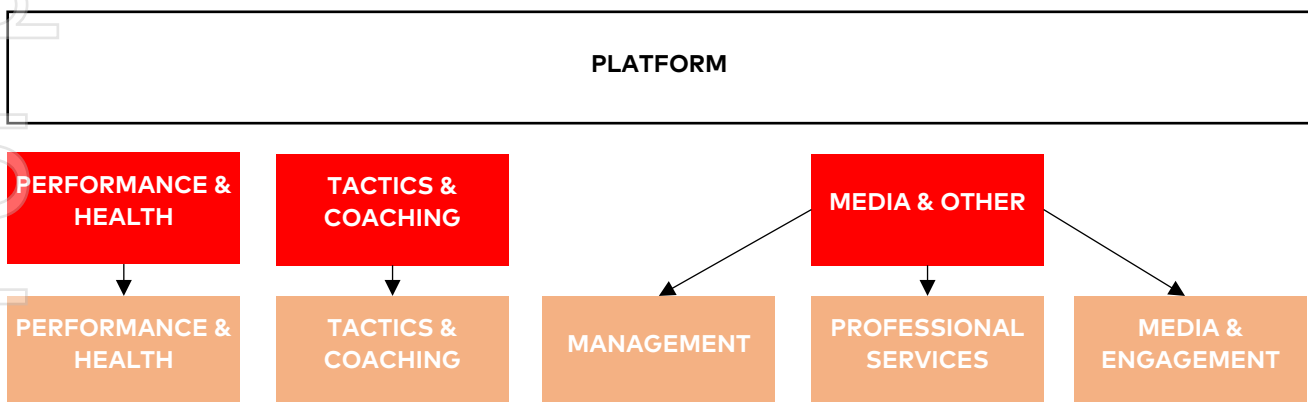 PLATFORM
PERFORMANCE &
HEALTH
TACTICS &
COACHING
MEDIA & OTHER
PERFORMANCE &
HEALTH
TACTICS &
COACHING
MANAGEMENT
PROFESSIONAL
SERVICES
MEDIA &
ENGAGEMENT